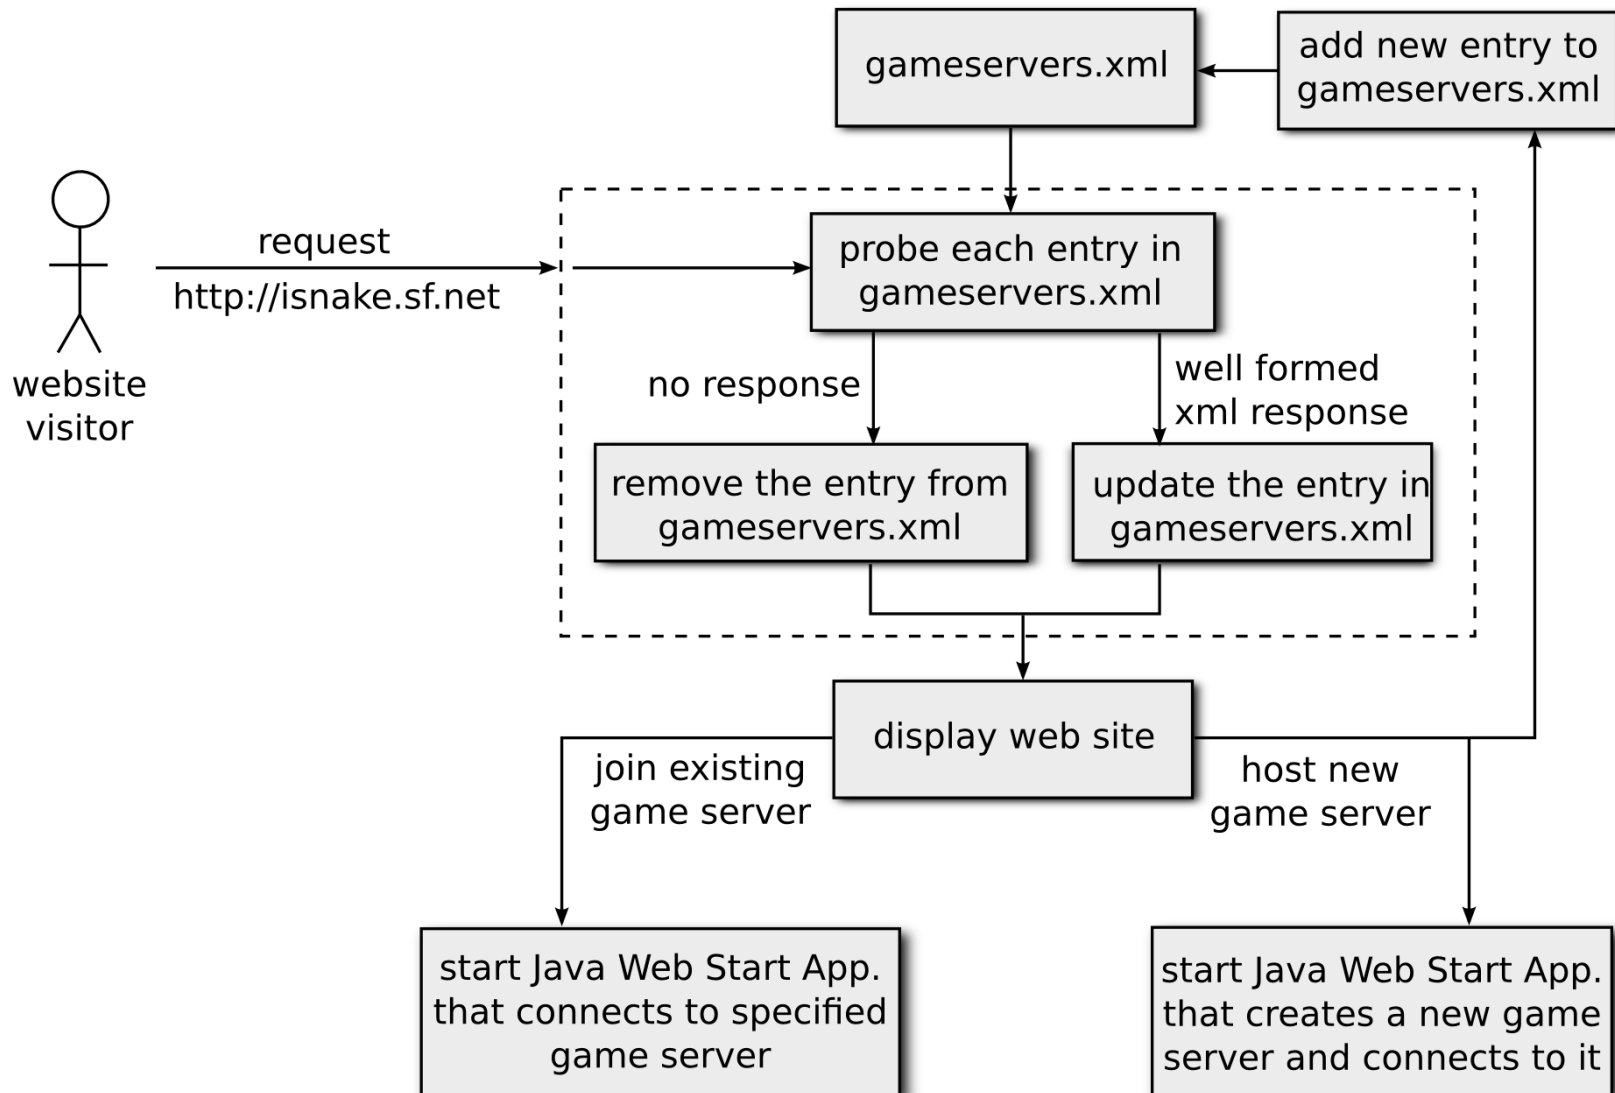 gameservers.xml
add new entry to
gameservers.xml
request
http://isnake.sf.net
website
visitor
probe each entry in
gameservers.xml
no response
well formed
xml response
remove the entry from
gameservers.xml
update the entry in
gameservers.xml
display web site
join existing
game server
host new
game server
start Java Web Start App.
that connects to specified
game server
start Java Web Start App.
that creates a new game
server and connects to it